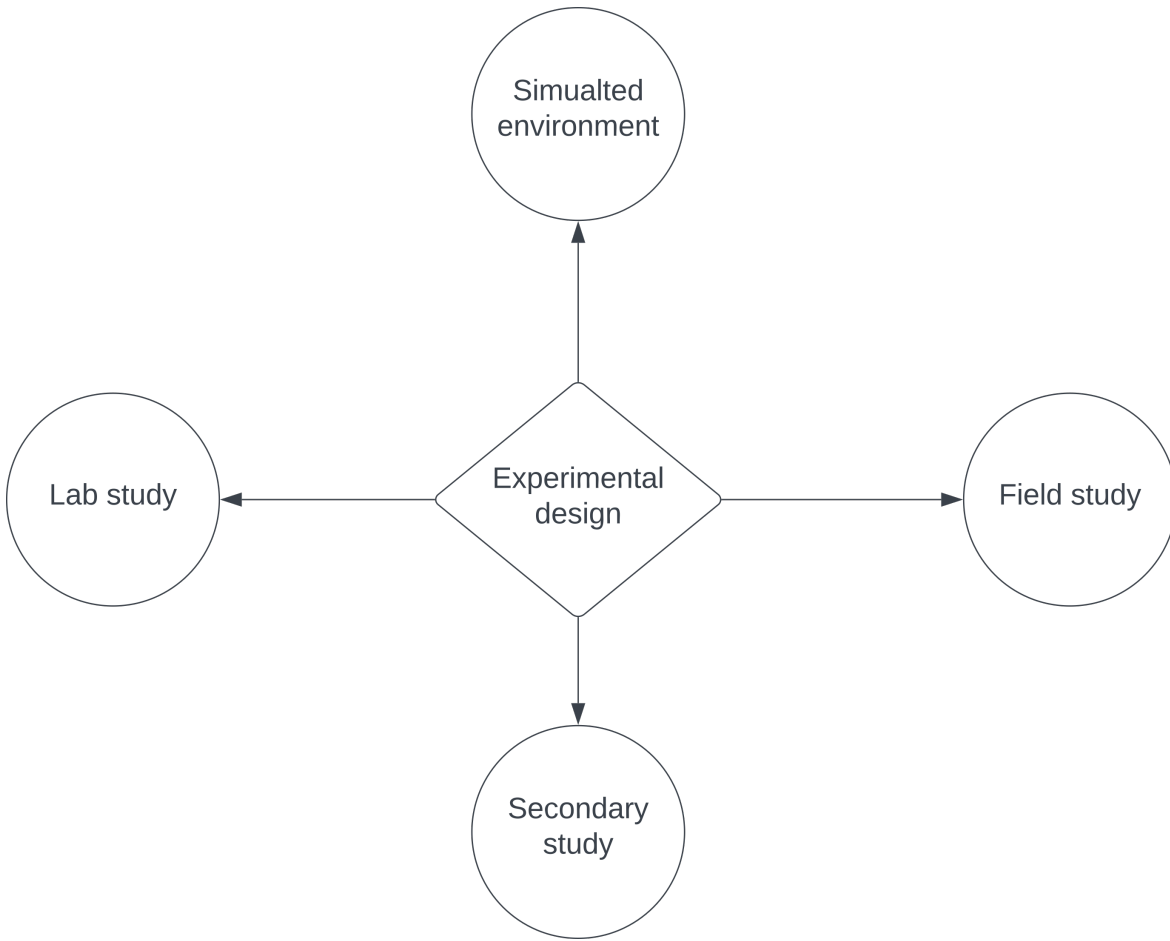 Simualted
environment
Lab study
Experimental
design
Field study
Secondary
study